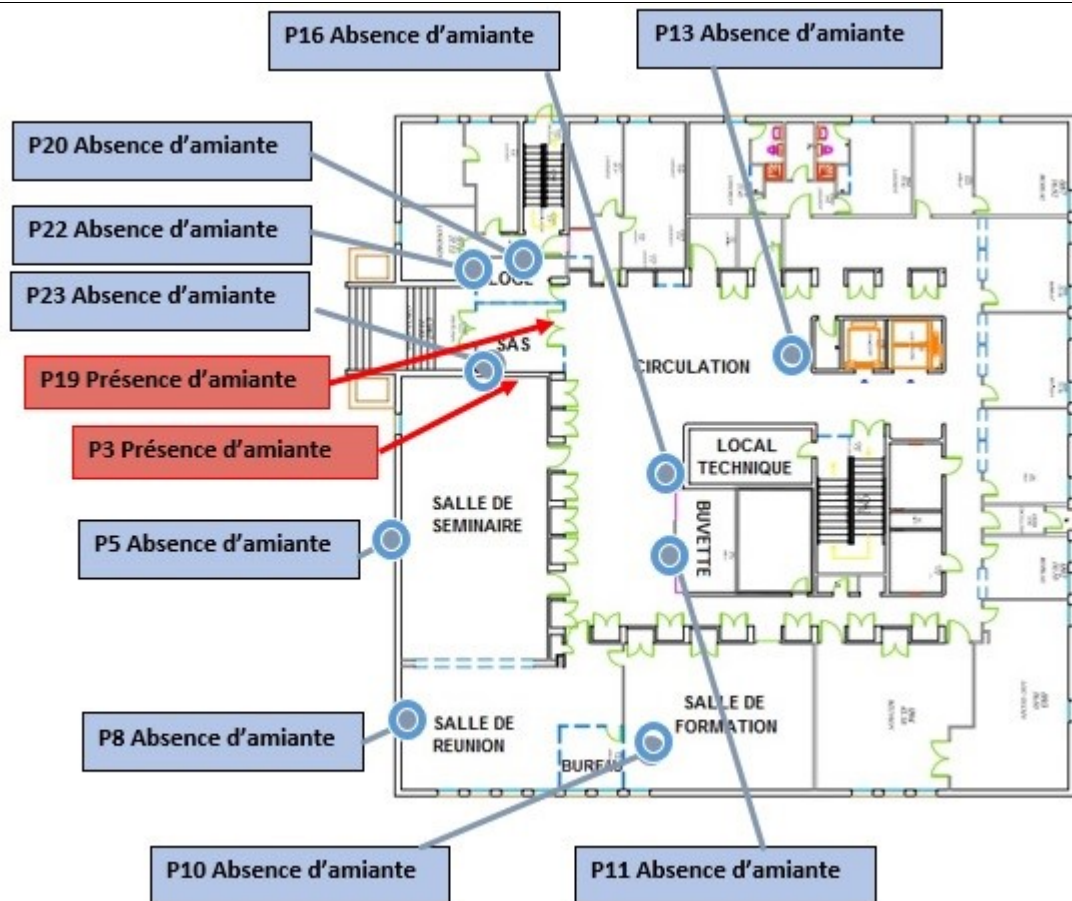 P16 Absence d'amiante
P13 Absence d'amiante
P20 Absence d'amiante
P22 Absence d'amiante
P23 Absence d'amiante
LOGE
P19 Présence d'amiante
SAS
CIRCULATION
P3 Présence d'amiante
LOCAL
TECHNIQUE
SALLE DE
SEMINAIRE
P5 Absence d'amiante
BUVETTE
P8 Absence d'amiante
SALLE DE
REUNION
SALLE DE
FORMATION
BUREAU
P10 Absence d'amiante
P11 Absence d'amiante